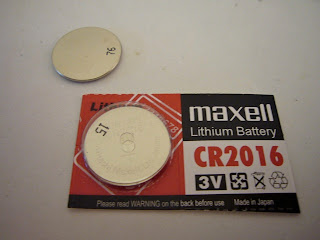 76
maxell
Lithium Battery
15
CR2016
3V
Please read WARNING on the back before use Made in Japan